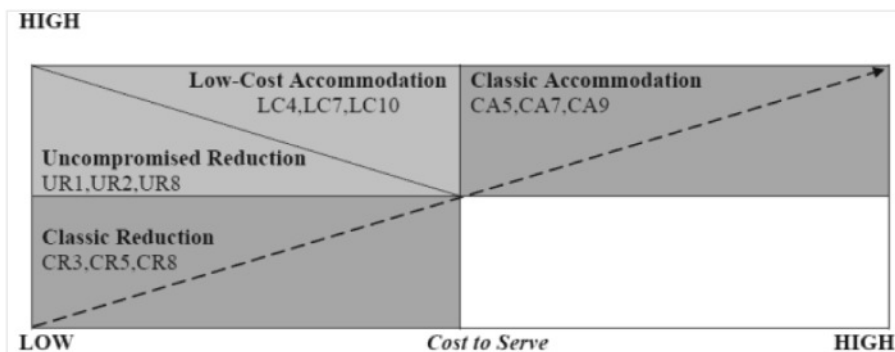 HIGH
Low-Cost Accommodation
LC4,LC7,LC10
Classic Accommodation
CA5,CA7,CA9
Uncompromised Reduction
UR1,UR2,UR8
Classic Reduction
CR3,CR5,CR8
LOW Cost to Serve HIGH